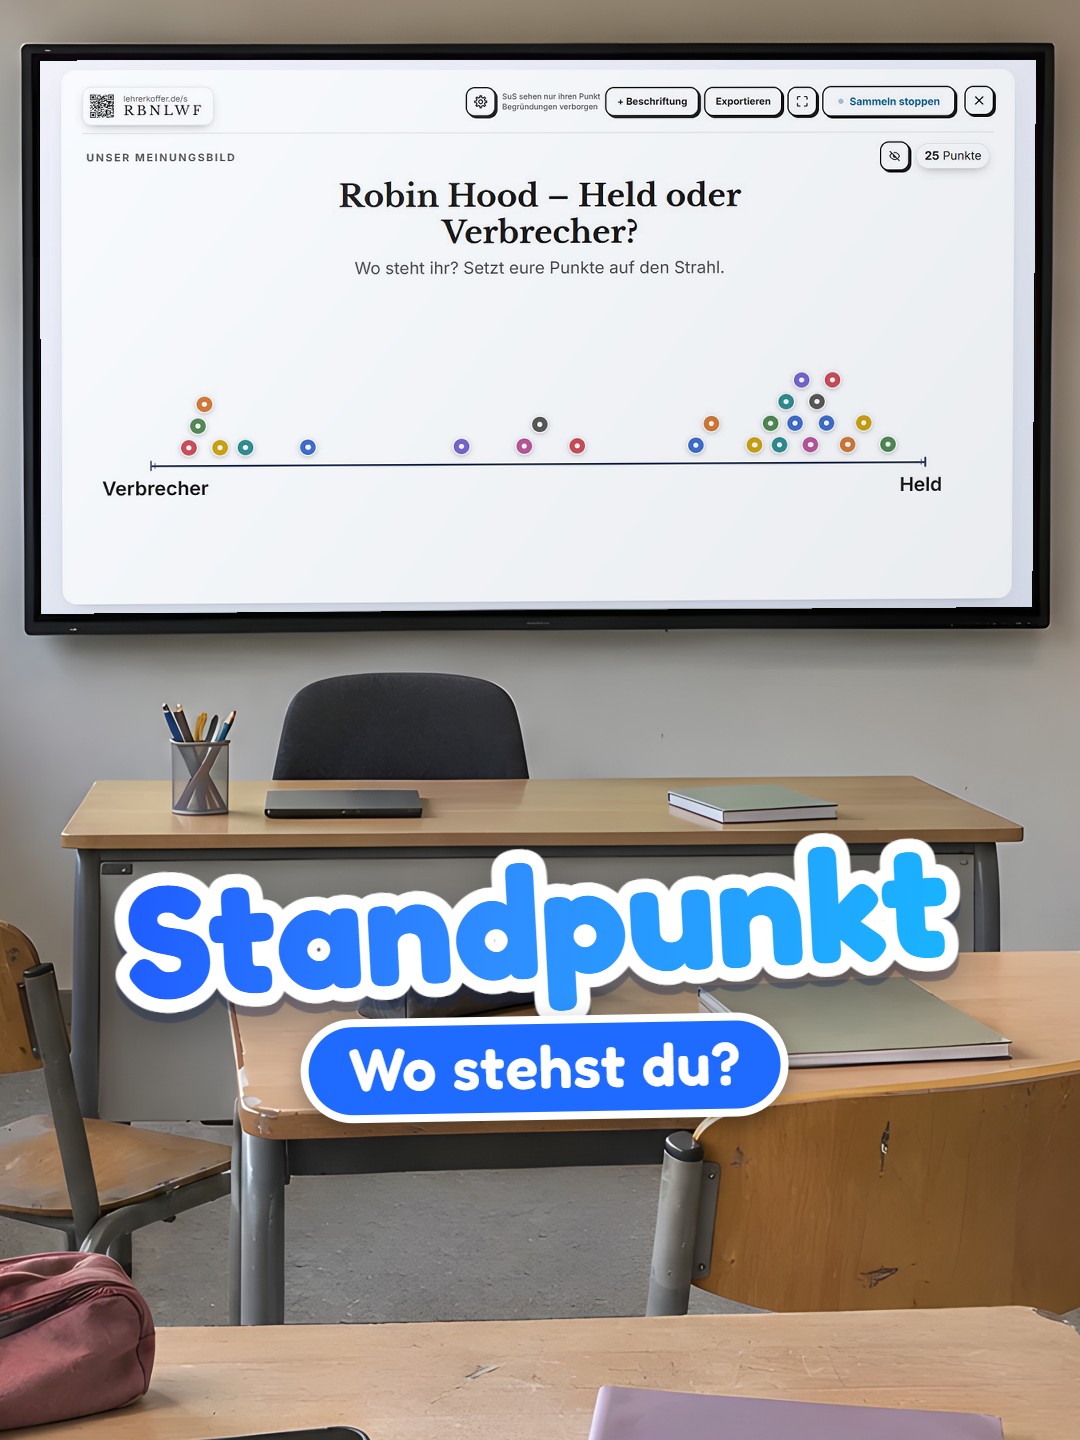 lehrerkoffer.de/s
RBNLWF
SuS sehen nur ihren Punkt
Begründungen verborgen
+ Beschriftung
Exportieren
Sammeln stoppen
UNSER MEINUNGSBILD
25 Punkte
Robin Hood – Held oder
Verbrecher?
Wo steht ihr? Setzt eure Punkte auf den Strahl.
Verbrecher
Held
Standpunkt
Wo stehst du?